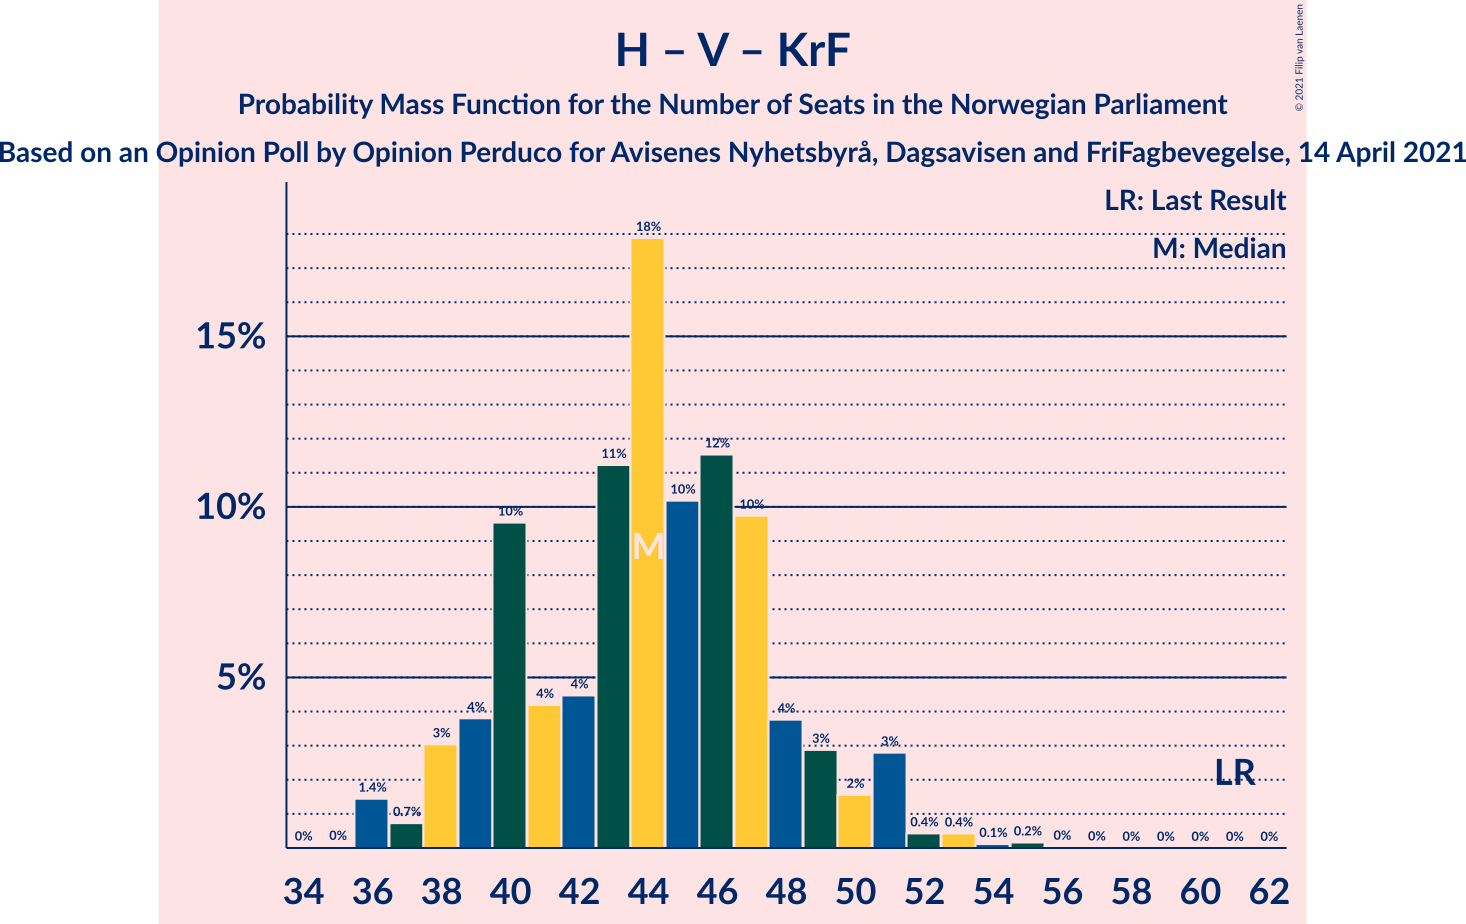 H – V – KrF
Probability Mass Function for the Number of Seats in the Norwegian Parliament
Based on an Opinion Poll by Opinion Perduco for Avisenes Nyhetsbyrå, Dagsavisen and FriFagbevegelse, 14 April 2021
© 2021 Filip van Laenen
LR: Last Result
M: Median
15%
10%
5%
0% 0% 1.4% 0.7% 3% 4% 10% 4% 4% 11% 18% 10% 12% 10% 4% 3% 2% 3% 0.4% 0.4% 0.1% 0.2% 0% 0% 0% 0% 0% 0% 0%
M
LR
34 36 38 40 42 44 46 48 50 52 54 56 58 60 62